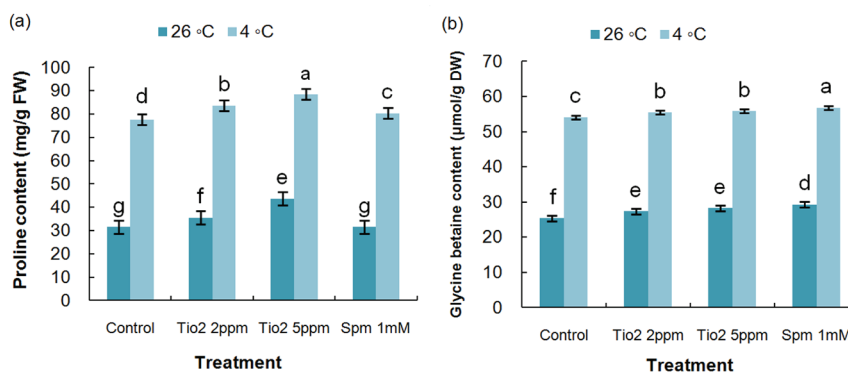 (a)
26 ∘C 4 ∘C
Proline content (mg/g FW)
100
90
80
70
60
50
40
30
20
10
0
g
d
f
b
e
a
g
c
Control Tio2 2ppm Tio2 5ppm Spm 1mM
Treatment
(b)
26 ∘C 4 ∘C
Glycine betaine content (µmol/g DW)
70
60
50
40
30
20
10
0
f
c
e
b
e
b
d
a
Control Tio2 2ppm Tio2 5ppm Spm 1mM
Treatment